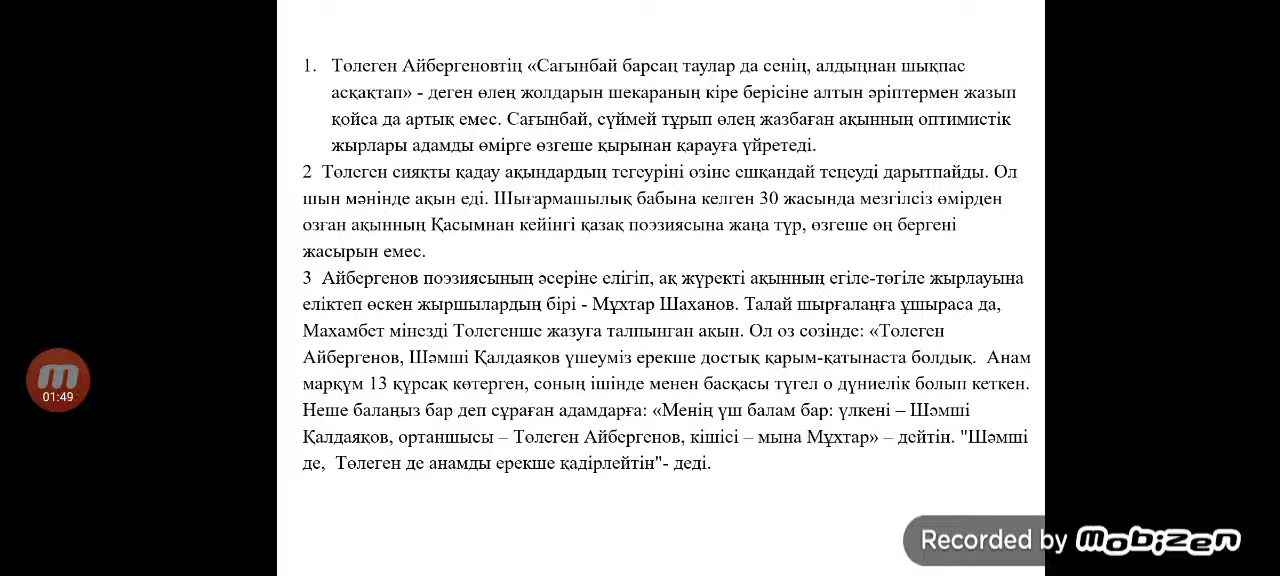 1. Төлеген Айбергеновтің «Сағынбай барсаң таулар да сенің, алдыңнан шықпас
асқақтап» - деген өлең жолдарын шекараның кіре берісіне алтын әріптермен жазып
қойса да артық емес. Сағынбай, сүймей тұрып өлең жазбаған ақынның оптимистік
жырлары адамды өмірге өзгеше қырынан қарауға үйретеді.
2 Төлеген сияқты қадау ақындардың тегеуріні өзіне ешқандай теңеуді дарытпайды. Ол
шын мәнінде ақын еді. Шығармашылық бабына келген 30 жасында мезгілсіз өмірден
озған ақынның Қасымнан кейінгі қазақ поэзиясына жаңа түр, өзгеше өң бергені
жасырын емес.
3 Айбергенов поэзиясының әсеріне елігіп, ақ жүректі ақынның егіле-төгіле жырлауына
еліктеп өскен жыршылардың бірі - Мұхтар Шаханов. Талай шырғалаңға ұшыраса да,
Махамбет мінезді Төлегенше жазуға талпынған ақын. Ол өз сөзінде: «Төлеген
Айбергенов, Шәмші Қалдаяқов үшеуміз ерекше достық қарым-қатынаста болдық. Анам
марқұм 13 құрсақ көтерген, соның ішінде менен басқасы түгел о дүниелік болып кеткен.
Неше балаңыз бар деп сұраған адамдарға: «Менің үш балам бар: үлкені – Шәмші
Қалдаяқов, ортаншысы – Төлеген Айбергенов, кішісі – мына Мұхтар» – дейтін. "Шәмші
де, Төлеген де анамды ерекше қадірлейтін"- деді.
01:49
Recorded by Mobizen